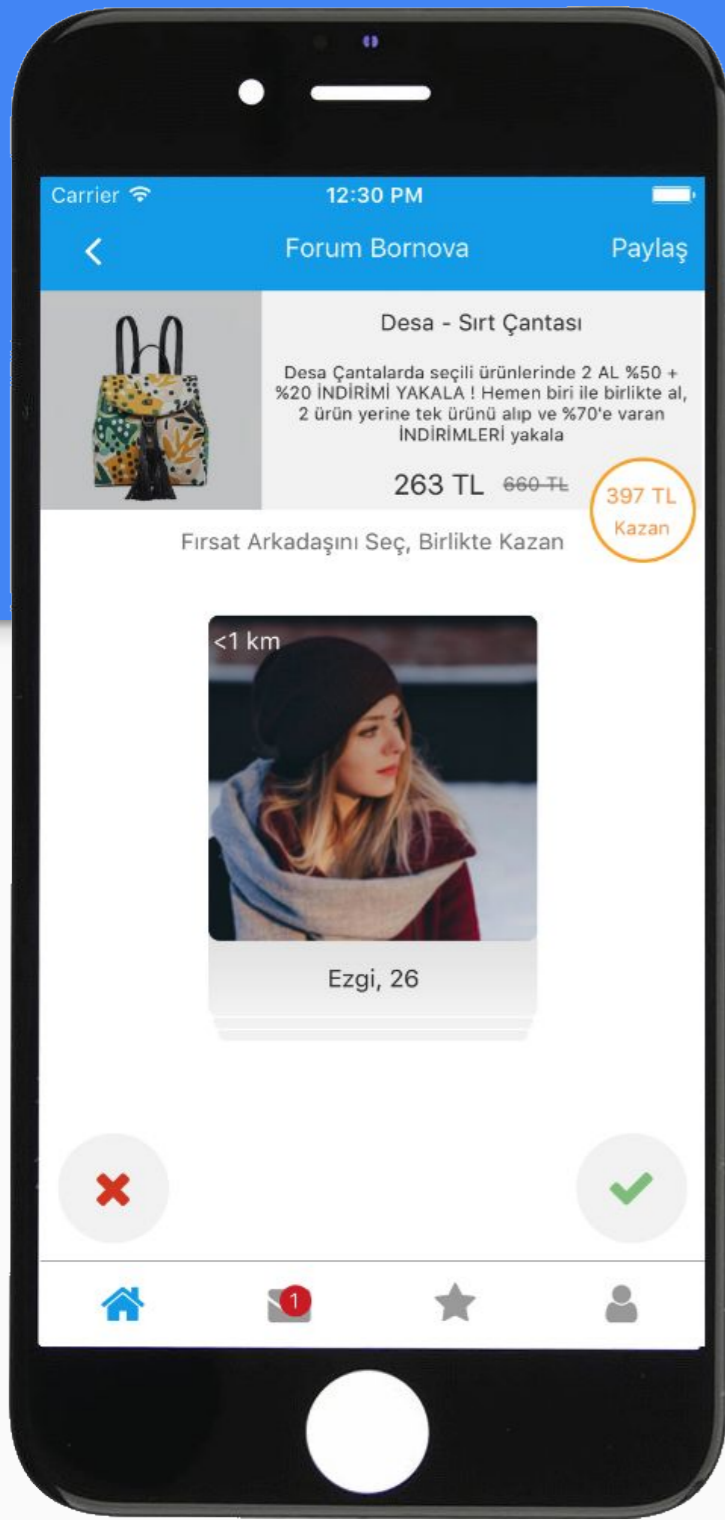 Carrier
12:30 PM
Forum Bornova
Paylaş
Desa - Sırt Çantası
Desa Çantalarda seçili ürünlerinde 2 AL %50 +
%20 İNDİRİMİ YAKALA ! Hemen biri ile birlikte al,
2 ürün yerine tek ürünü alıp ve %70'e varan
İNDİRİMLERİ yakala
263 TL 660 TL
397 TL
Kazan
Fırsat Arkadaşını Seç, Birlikte Kazan
<1 km
Ezgi, 26
1